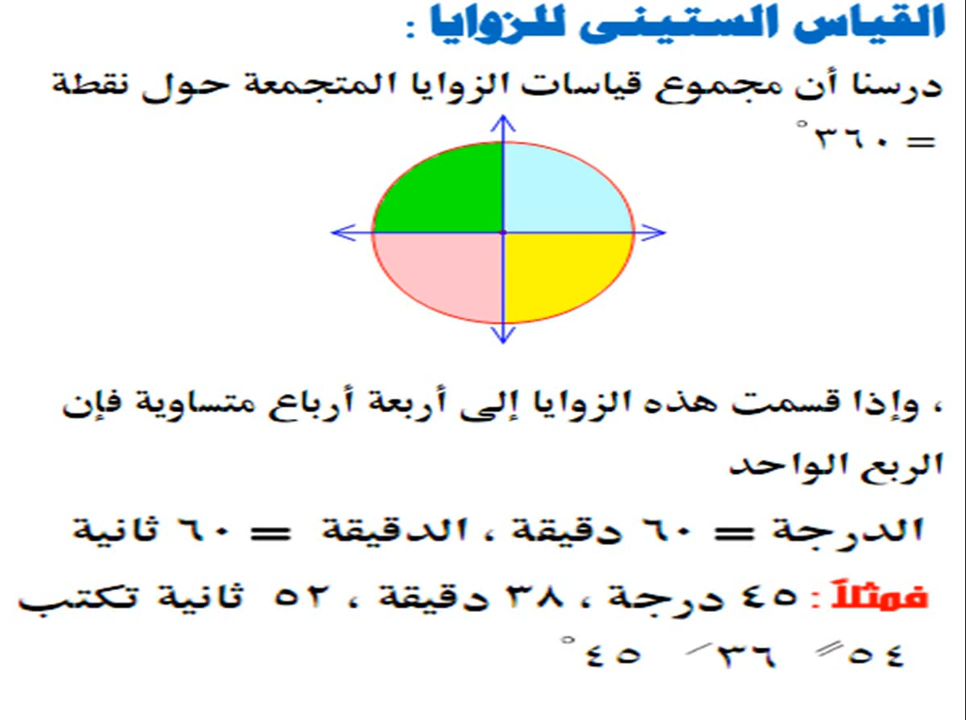 القياس الستينى للزوايا :
درسنا أن مجموع قياسات الزوايا المتجمعة حول نقطة
= ٣٦٠°
، وإذا قسمت هذه الزوايا إلى أربعة أرباع متساوية فإن
الربع الواحد
الدرجة = ٦٠ دقيقة ، الدقيقة = ٦٠ ثانية
فمثلاً : ٤٥ درجة ، ٣٨ دقيقة ، ٥٢ ثانية تكتب
٥٤ ″ ٣٦ ′ ٤٥ °